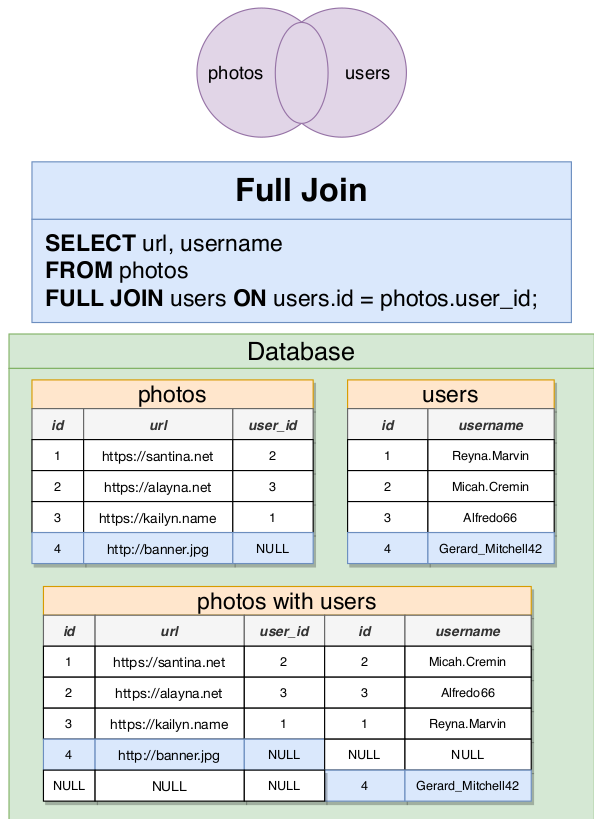 photos users
Full Join
SELECT url, username
FROM photos
FULL JOIN users ON users.id = photos.user_id;
Database
photos
id url user_id
1 https://santina.net 2
2 https://alayna.net 3
3 https://kailyn.name 1
4 http://banner.jpg NULL
users
id username
1 Reyna.Marvin
2 Micah.Cremin
3 Alfredo66
4 Gerard_Mitchell42
photos with users
id url user_id id username
1 https://santina.net 2 2 Micah.Cremin
2 https://alayna.net 3 3 Alfredo66
3 https://kailyn.name 1 1 Reyna.Marvin
4 http://banner.jpg NULL NULL NULL
NULL NULL NULL 4 Gerard_Mitchell42